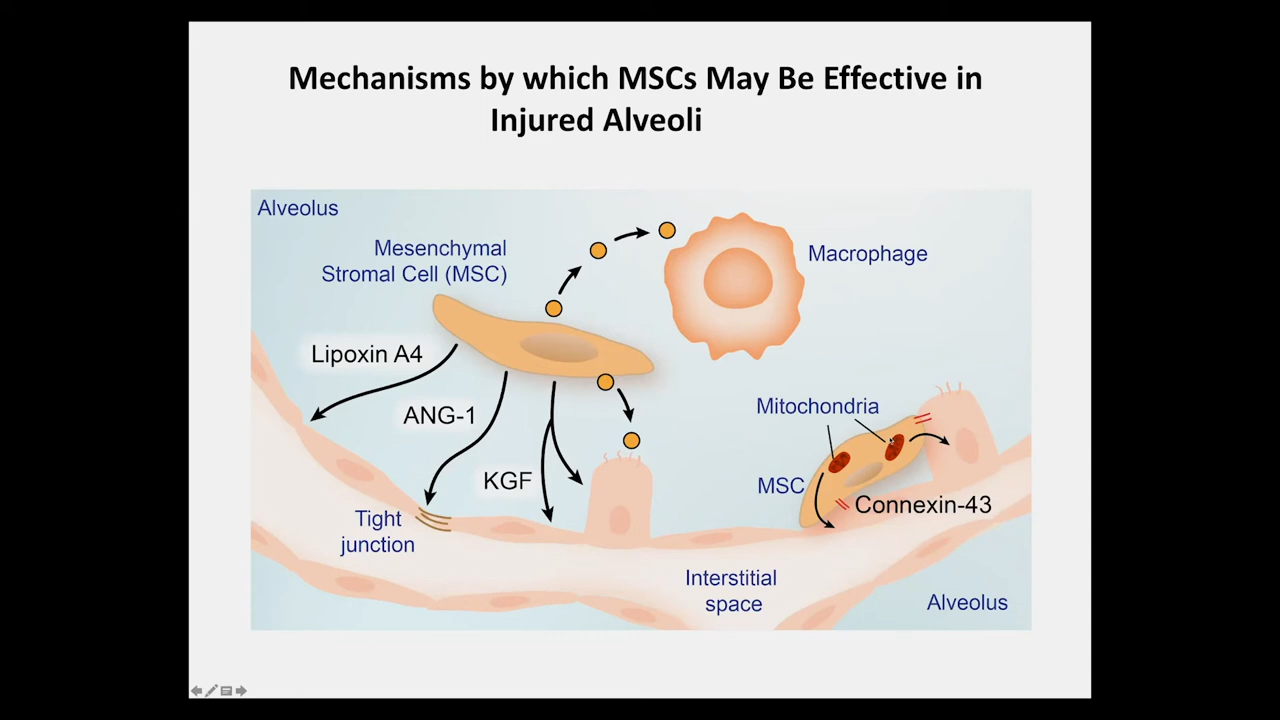 Mechanisms by which MSCs May Be Effective in
Injured Alveoli
Alveolus
Mesenchymal
Stromal Cell (MSC)
Macrophage
Lipoxin A4
ANG-1
KGF
Mitochondria
MSC
Connexin-43
Tight
junction
Interstitial
space
Alveolus